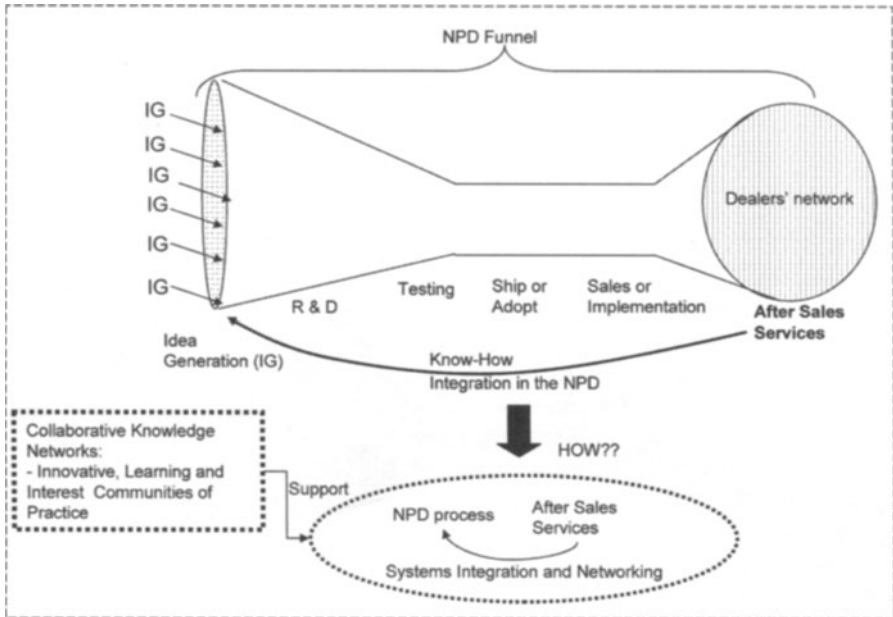 NPD Funnel
IG
IG
IG
IG
IG
IG
Dealers' network
R & D
Testing
Ship or
Adopt
Sales or
Implementation
After Sales
Services
Idea
Generation (IG)
Know-How
Integration in the NPD
HOW??
Collaborative Knowledge
Networks:
- Innovative, Learning and
Interest Communities of
Practice
Support
NPD process
After Sales
Services
Systems Integration and Networking